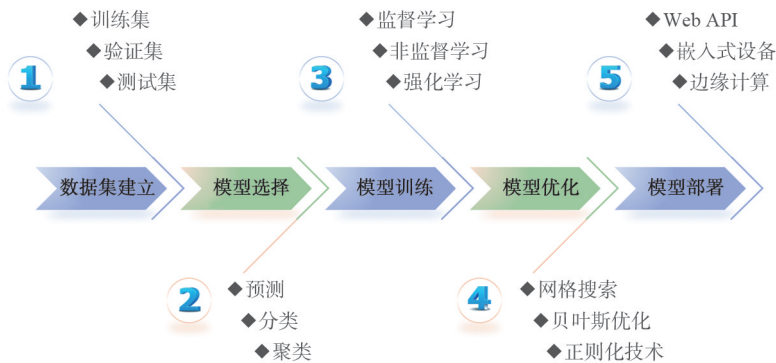 1
◆训练集
◆验证集
◆测试集
3
◆监督学习
◆非监督学习
◆强化学习
5
◆Web API
◆嵌入式设备
◆边缘计算
数据集建立
模型选择
模型训练
模型优化
模型部署
2
◆预测
◆分类
◆聚类
4
◆网格搜索
◆贝叶斯优化
◆正则化技术